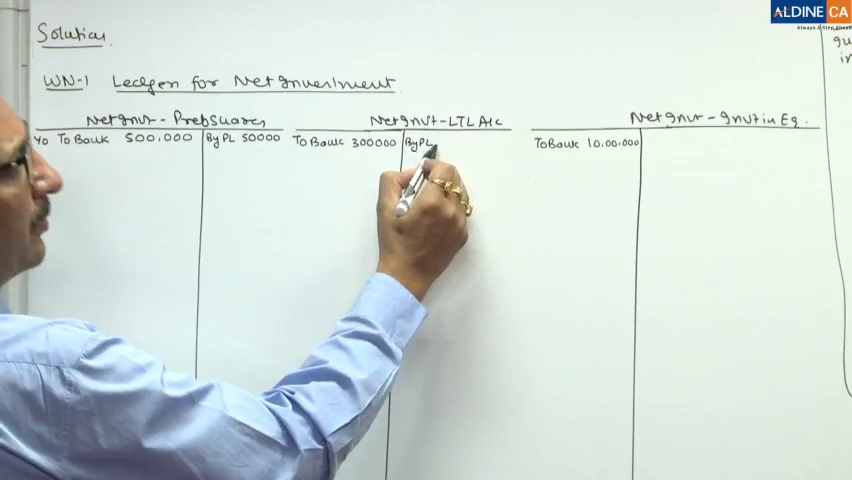 ALDINE CA
Always A Step Ahead
Solution
WN-1 Ledger for Net Investment
Net Invt - Pref Shares
Y0 To Bank 500,000 By PL 50000
Net Invt - LTL A/c
To Bank 300000 By PL
Net Invt - Invt in Eq.
To Bank 10,00,000